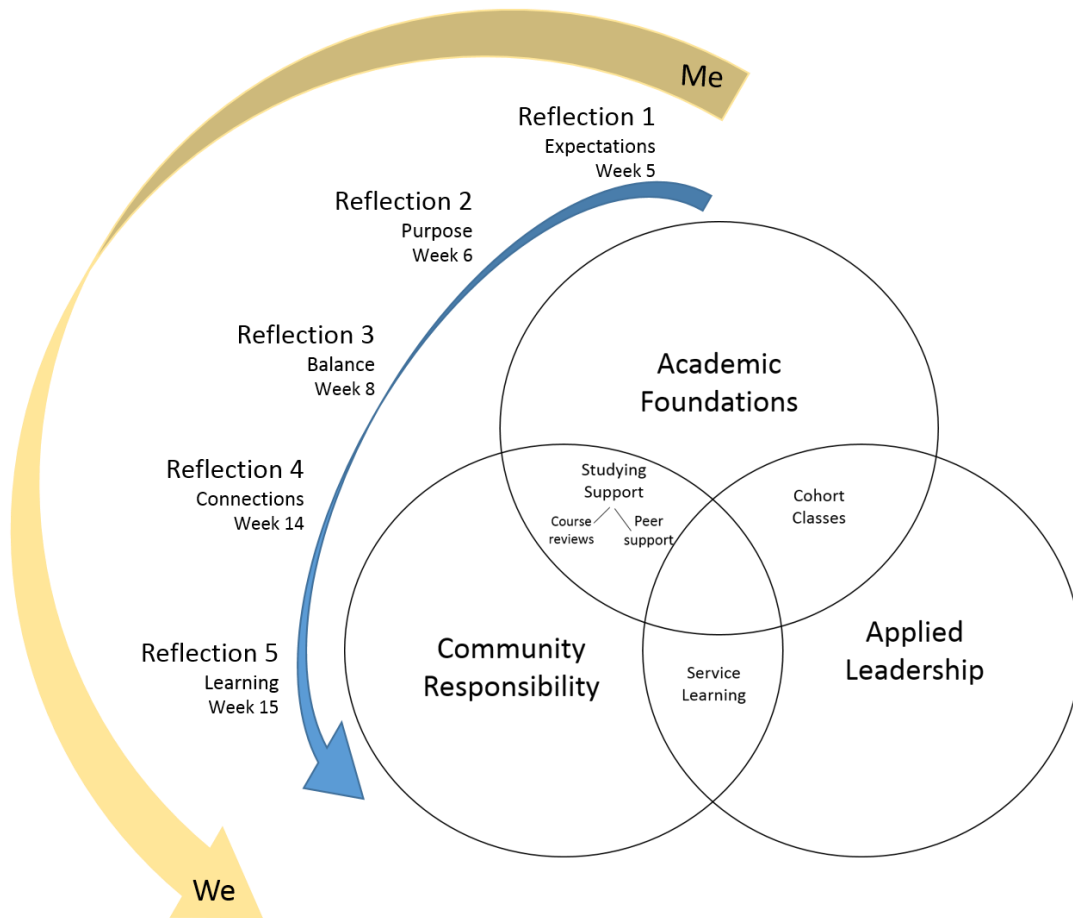 Me
Reflection 1
Expectations
Week 5
Reflection 2
Purpose
Week 6
Reflection 3
Balance
Week 8
Reflection 4
Connections
Week 14
Reflection 5
Learning
Week 15
We
Academic
Foundations
Studying
Support
Course
reviews
Peer
support
Cohort
Classes
Community
Responsibility
Service
Learning
Applied
Leadership